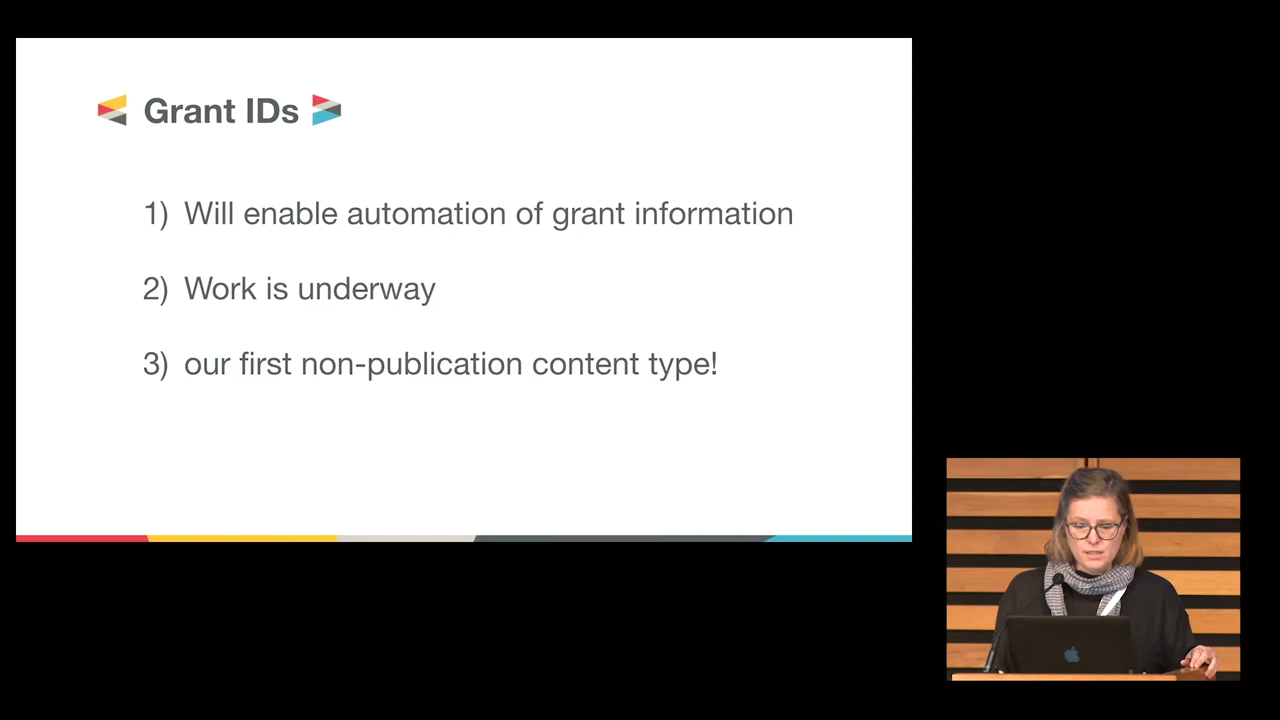 Grant IDs
1) Will enable automation of grant information
2) Work is underway
3) our first non-publication content type!